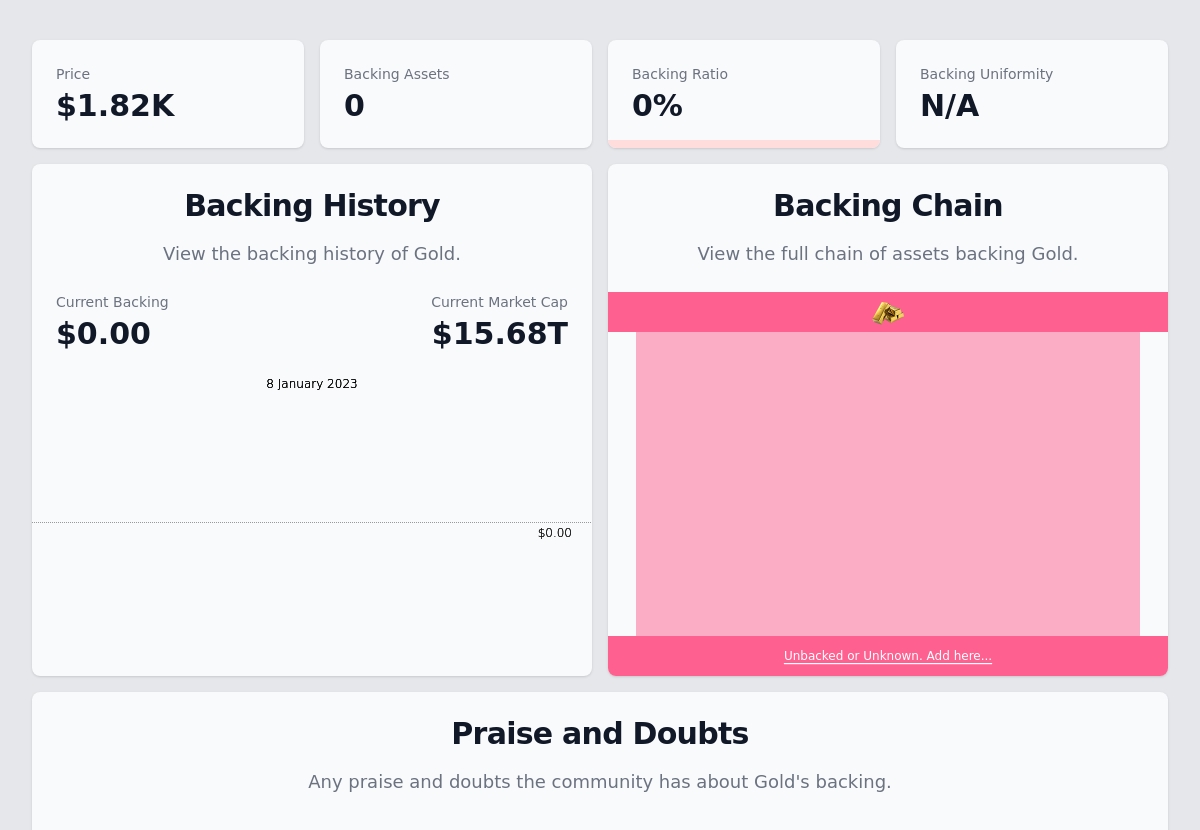 Price
$1.82K
Backing Assets
0
Backing Ratio
0%
Backing Uniformity
N/A
Backing History
View the backing history of Gold.
Current Backing
$0.00
Current Market Cap
$15.68T
8 January 2023
$0.00
Backing Chain
View the full chain of assets backing Gold.
Unbacked or Unknown. Add here...
Praise and Doubts
Any praise and doubts the community has about Gold's backing.